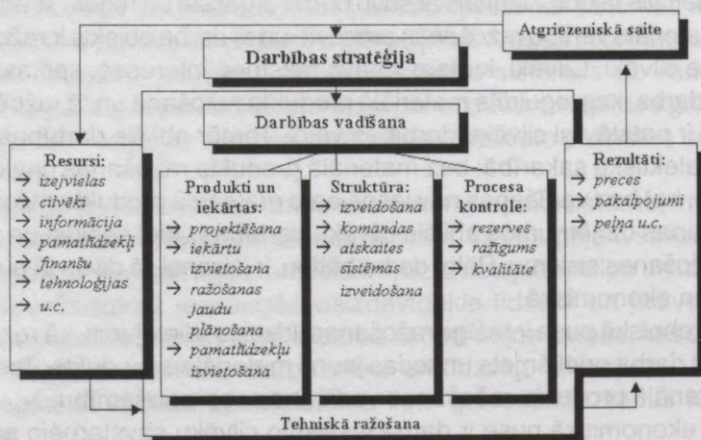 Atgriezeniskā saite
Darbības stratēģija
Darbības vadīšana
Resursi:
→ izejvielas
→ cilvēki
→ informācija
→ pamatlīdzekļi
→ finanšu
→ tehnoloģijas
→ u.c.
Produkti un
iekārtas:
→ projektēšana
→ iekārtu
izvietošana
→ ražošanas
jaudu
plānošana
→ pamatlīdzekļu
izvietošana
Struktūra:
→ izveidošana
→ komandas
→ atskaites
→ sistēmas
izveidošana
Procesa
kontrole:
→ rezerves
→ ražīgums
→ kvalitāte
Rezultāti:
→ preces
→ pakalpojumi
→ peļņa u.c.
Tehniskā ražošana